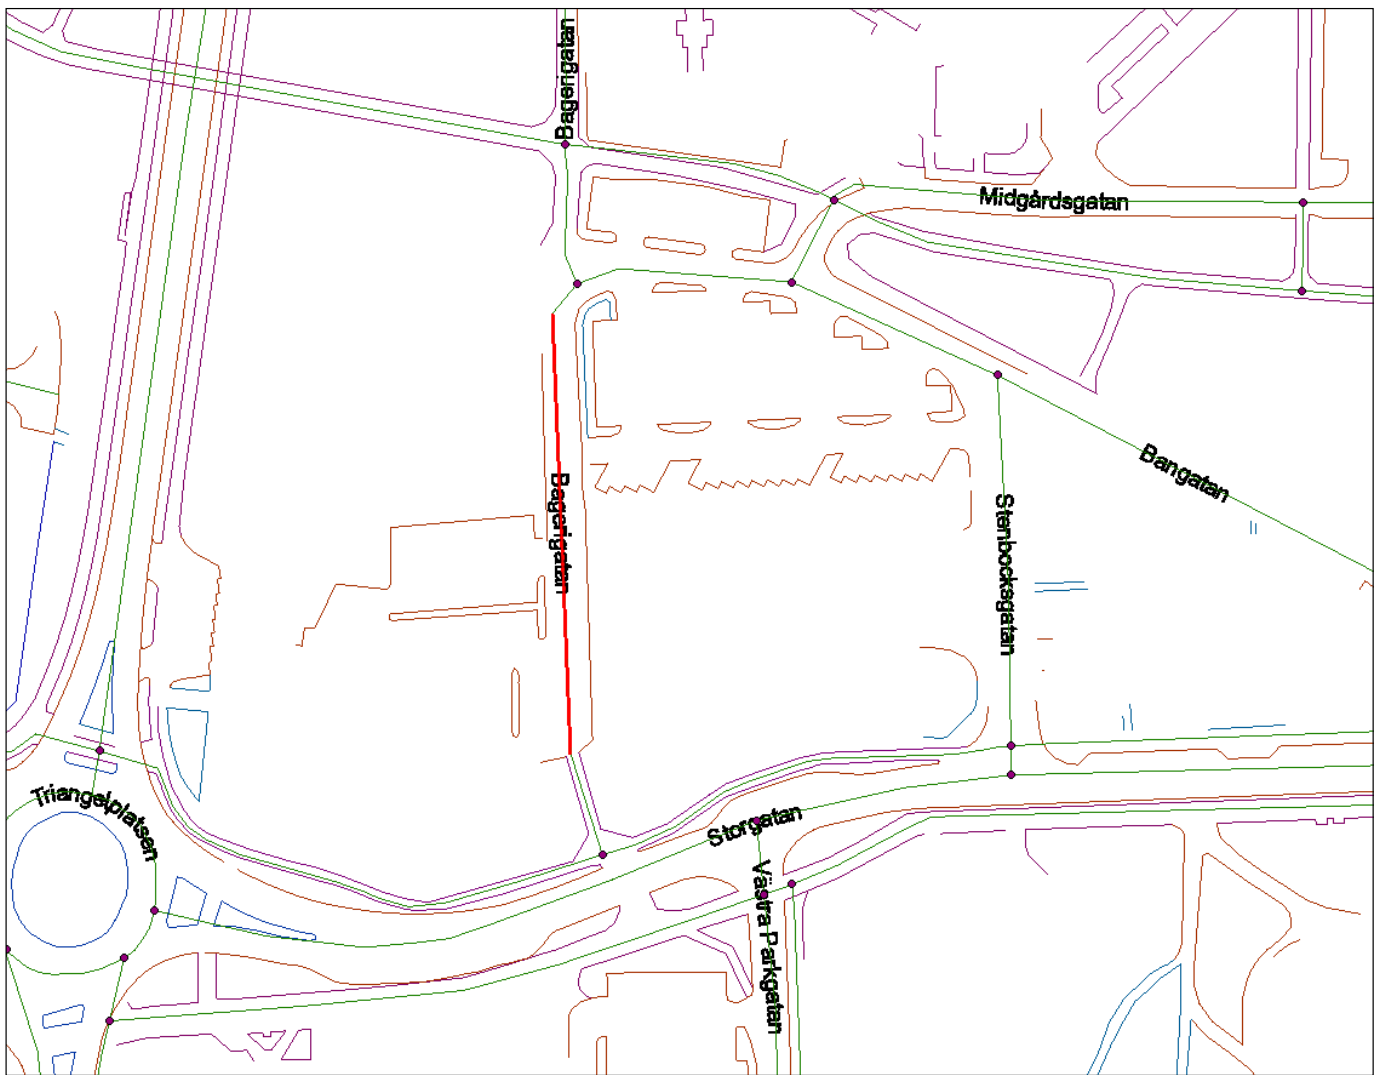 Bagerigatan
Midgårdsgatan
Bangatan
Bagerigatan
Stenbocksgatan
Triangelplatsen
Storgatan
Västra Parkgatan